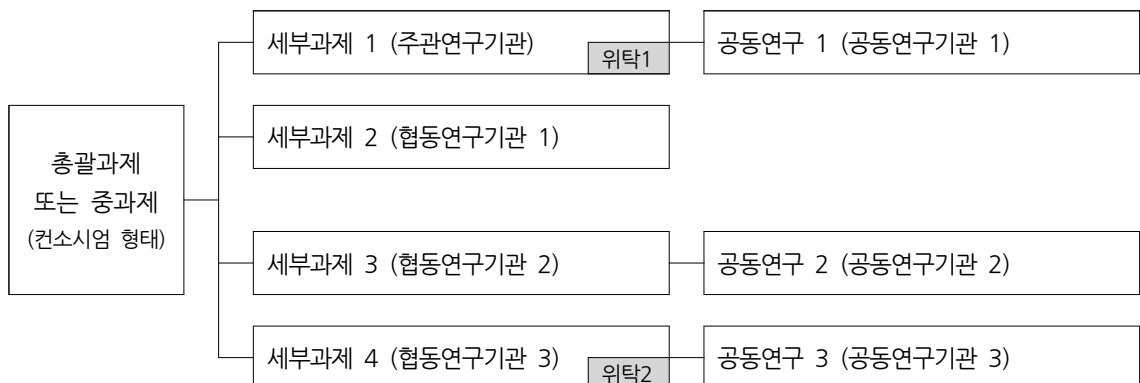 세부과제 1 (주관연구기관)
위탁1
공동연구 1 (공동연구기관 1)
세부과제 2 (협동연구기관 1)
총괄과제
또는 중과제
(컨소시엄 형태)
세부과제 3 (협동연구기관 2)
공동연구 2 (공동연구기관 2)
세부과제 4 (협동연구기관 3)
위탁2
공동연구 3 (공동연구기관 3)